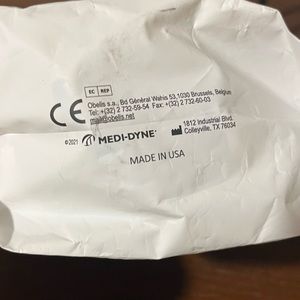 EC REP
Obelis s.a., Bd Général Wahis 53,1030 Brussels, Belgium
Tel: +(32) 2 732-59-54 Fax: +(32) 2 732-60-03
mail@obelis.net
CE
©2021 MEDI-DYNE
1812 Industrial Blvd.
Colleyville, TX 76034
MADE IN USA